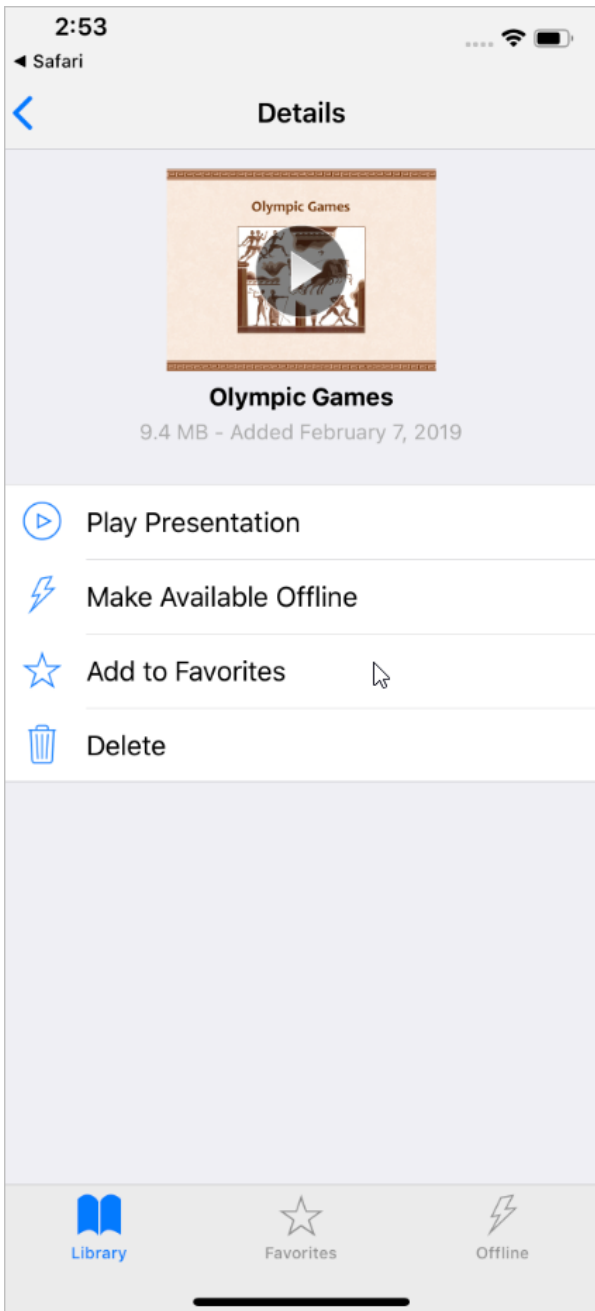 2:53
◀ Safari
Details
Olympic Games
Olympic Games
9.4 MB - Added February 7, 2019
Play Presentation
Make Available Offline
Add to Favorites
Delete
Library Favorites Offline